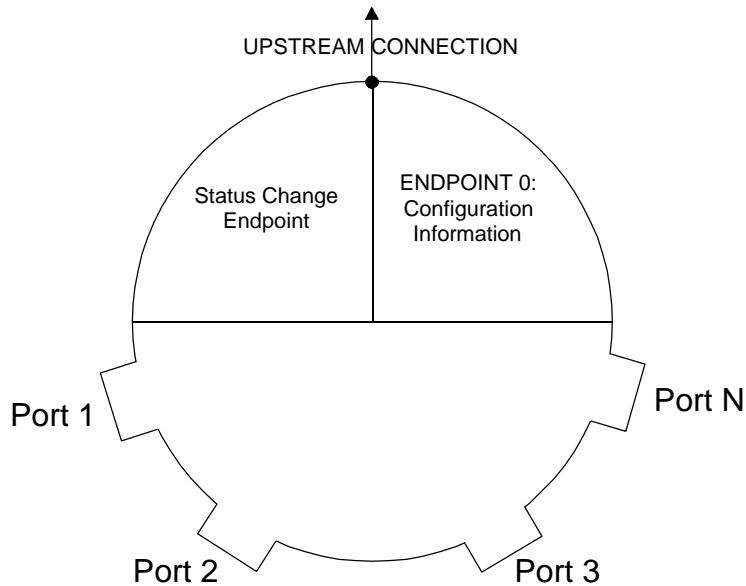 UPSTREAM CONNECTION
Status Change
Endpoint
ENDPOINT 0:
Configuration
Information
Port 1
Port N
Port 2
Port 3